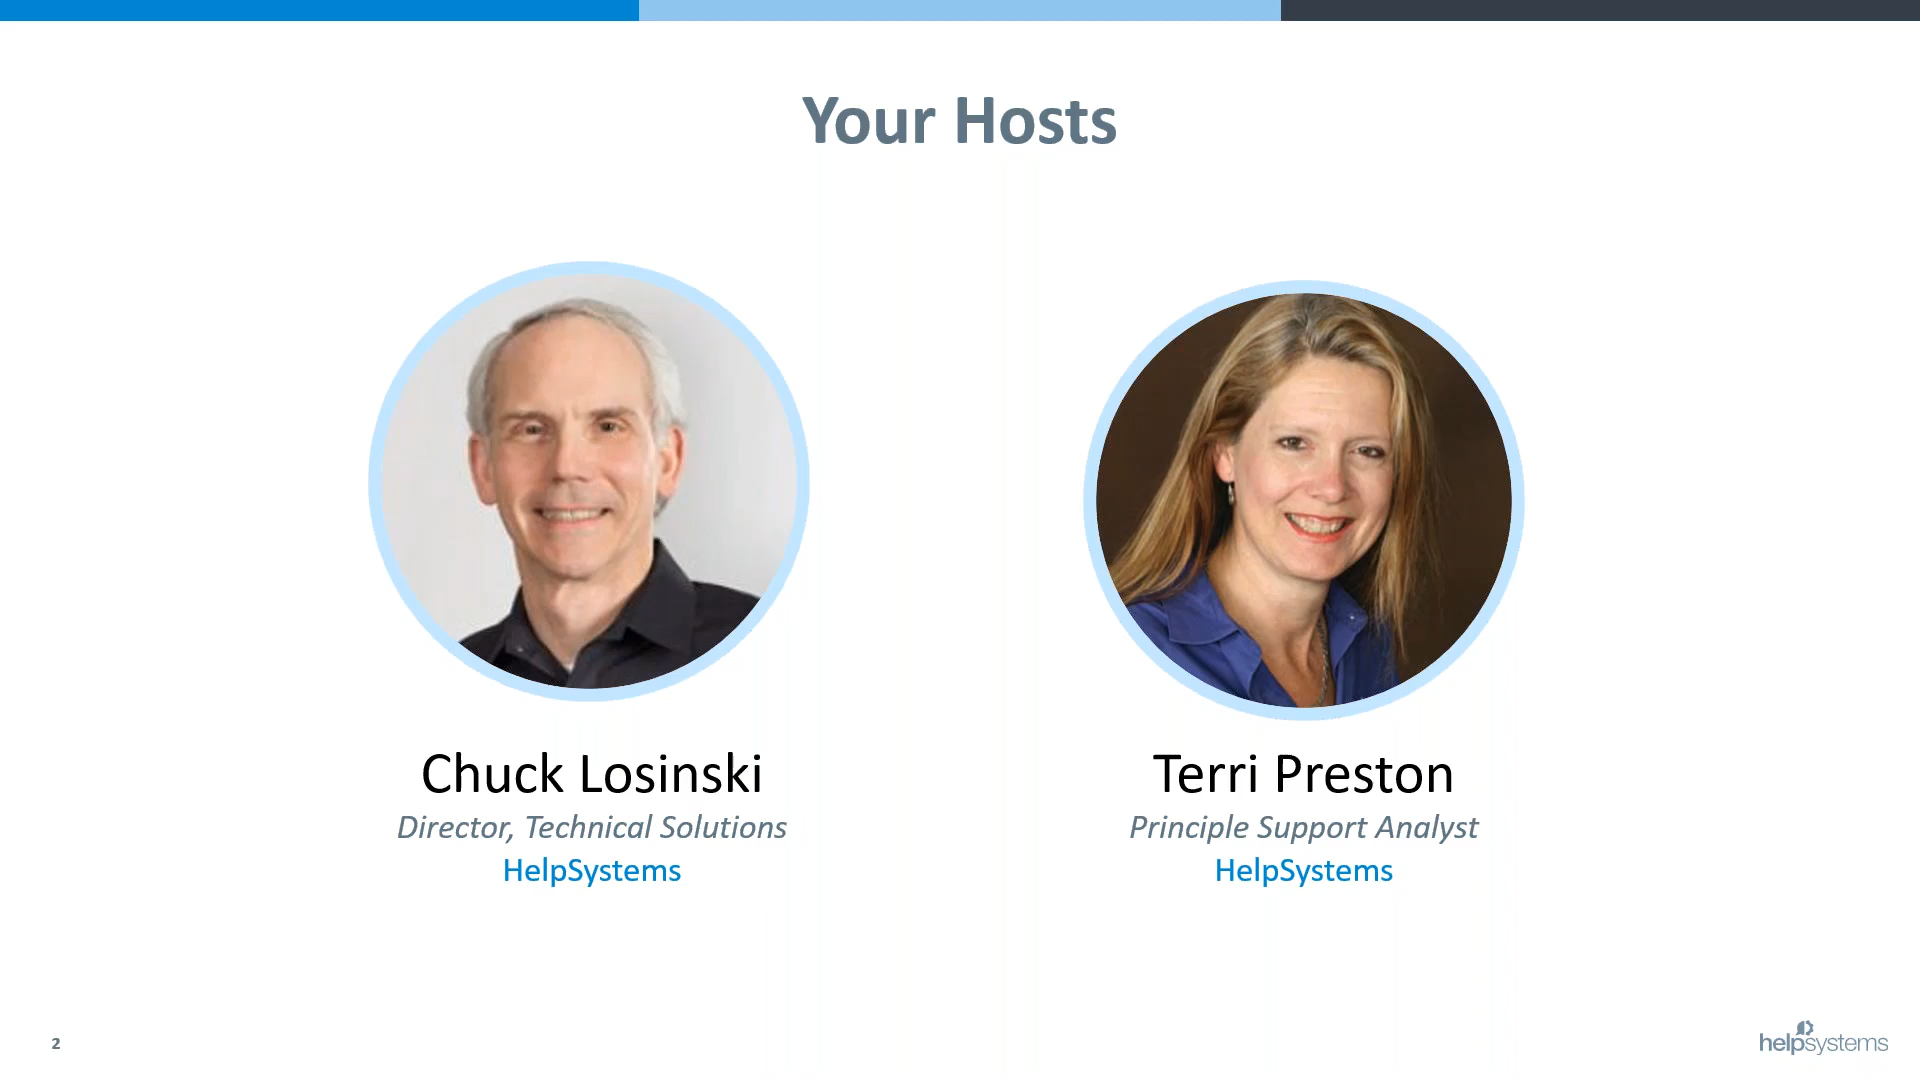 Your Hosts
Chuck Losinski
Director, Technical Solutions
HelpSystems
Terri Preston
Principle Support Analyst
HelpSystems
2
helpsystems